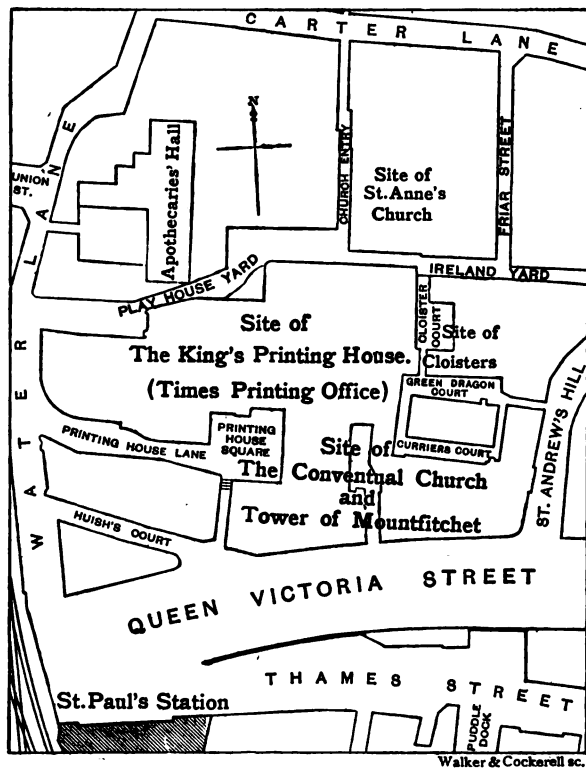 CARTER LANE
N
UNION
ST.
Apothecaries' Hall
CHURCH ENTRY
Site of
St. Anne's
Church
FRIAR STREET
WATER LANE
PLAY HOUSE YARD
IRELAND YARD
CLOISTER
COURT
Site of
Cloisters
Site of
The King's Printing House.
(Times Printing Office)
GREEN DRAGON
COURT
CURRIERS COURT
ST. ANDREW'S HILL
PRINTING HOUSE LANE
PRINTING
HOUSE
SQUARE
Site of
The Conventual Church
and
Tower of Mountfitchet
HUISH'S COURT
QUEEN VICTORIA STREET
THAMES STREET
St. Paul's Station
PUDDLE
DOCK
Walker & Cockerell sc.